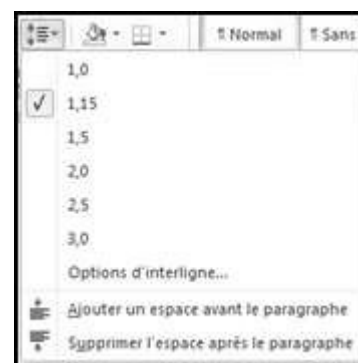 ¶ Normal ¶ Sans
1,0
1,15
1,5
2,0
2,5
3,0
Options d'interligne...
Ajouter un espace avant le paragraphe
Supprimer l'espace après le paragraphe